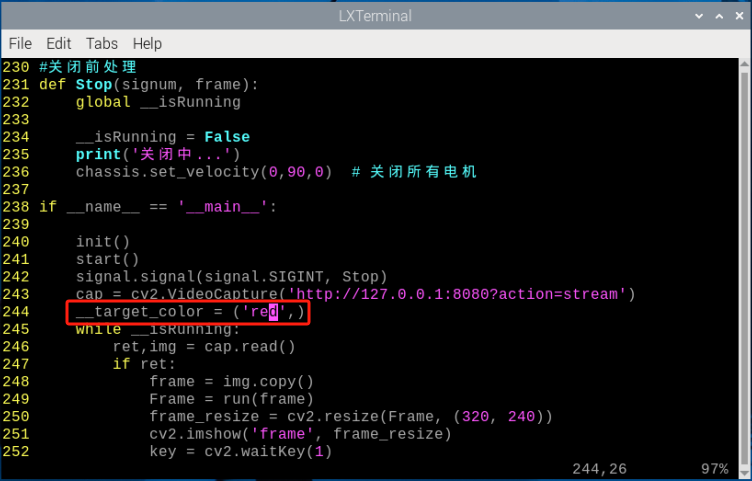 LXTerminal
File Edit Tabs Help
230 #关闭前处理
231 def Stop(signum, frame):
232     global __isRunning
233
234     __isRunning = False
235     print('关闭中...')
236     chassis.set_velocity(0,90,0)  # 关闭所有电机
237
238 if __name__ == '__main__':
239
240     init()
241     start()
242     signal.signal(signal.SIGINT, Stop)
243     cap = cv2.VideoCapture('http://127.0.0.1:8080?action=stream')
244     __target_color = ('red',)
245     while __isRunning:
246         ret,img = cap.read()
247         if ret:
248             frame = img.copy()
249             Frame = run(frame)
250             frame_resize = cv2.resize(Frame, (320, 240))
251             cv2.imshow('frame', frame_resize)
252             key = cv2.waitKey(1)
244,26 97%